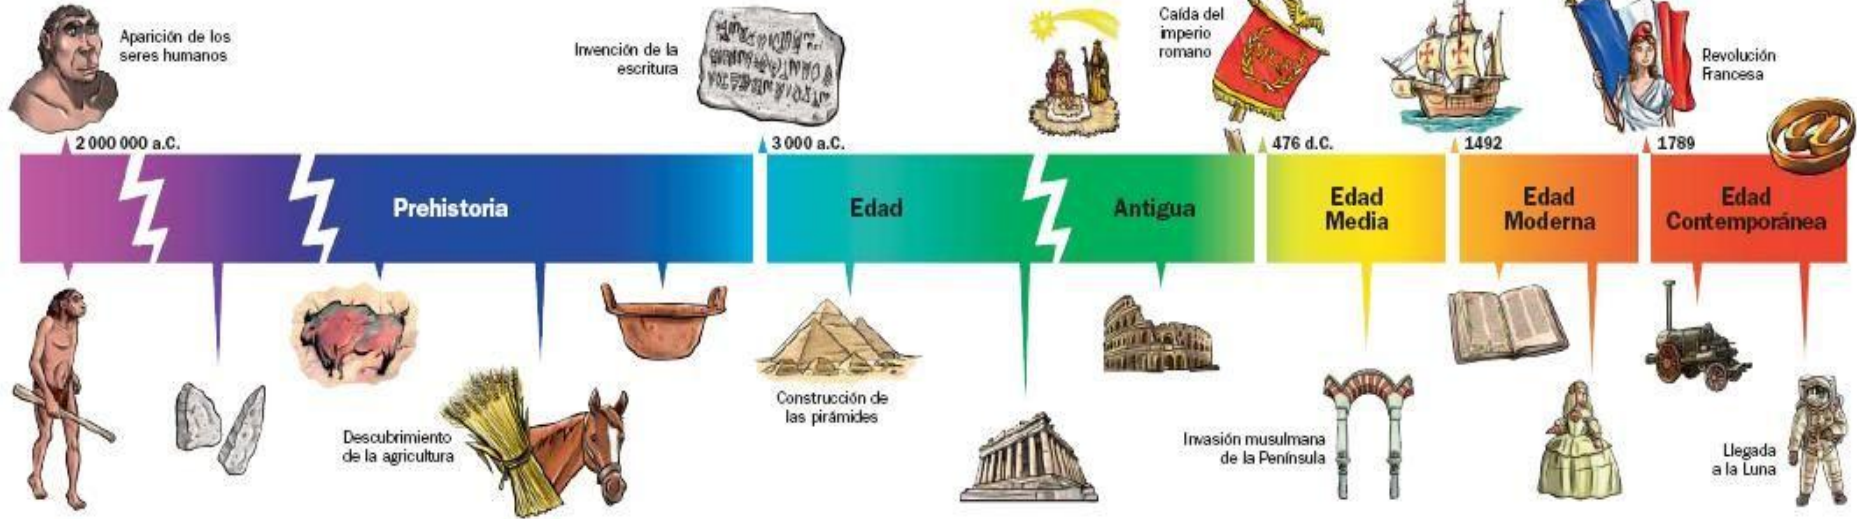 Aparición de los
seres humanos
Invención de la
escritura
Caída del
imperio
romano
Revolución
Francesa
2 000 000 a.C.
3 000 a.C.
476 d.C.
1492
1789
Prehistoria
Edad
Antigua
Edad
Media
Edad
Moderna
Edad
Contemporánea
Construcción de
las pirámides
Descubrimiento
de la agricultura
Invasión musulmana
de la Península
Llegada
a la Luna